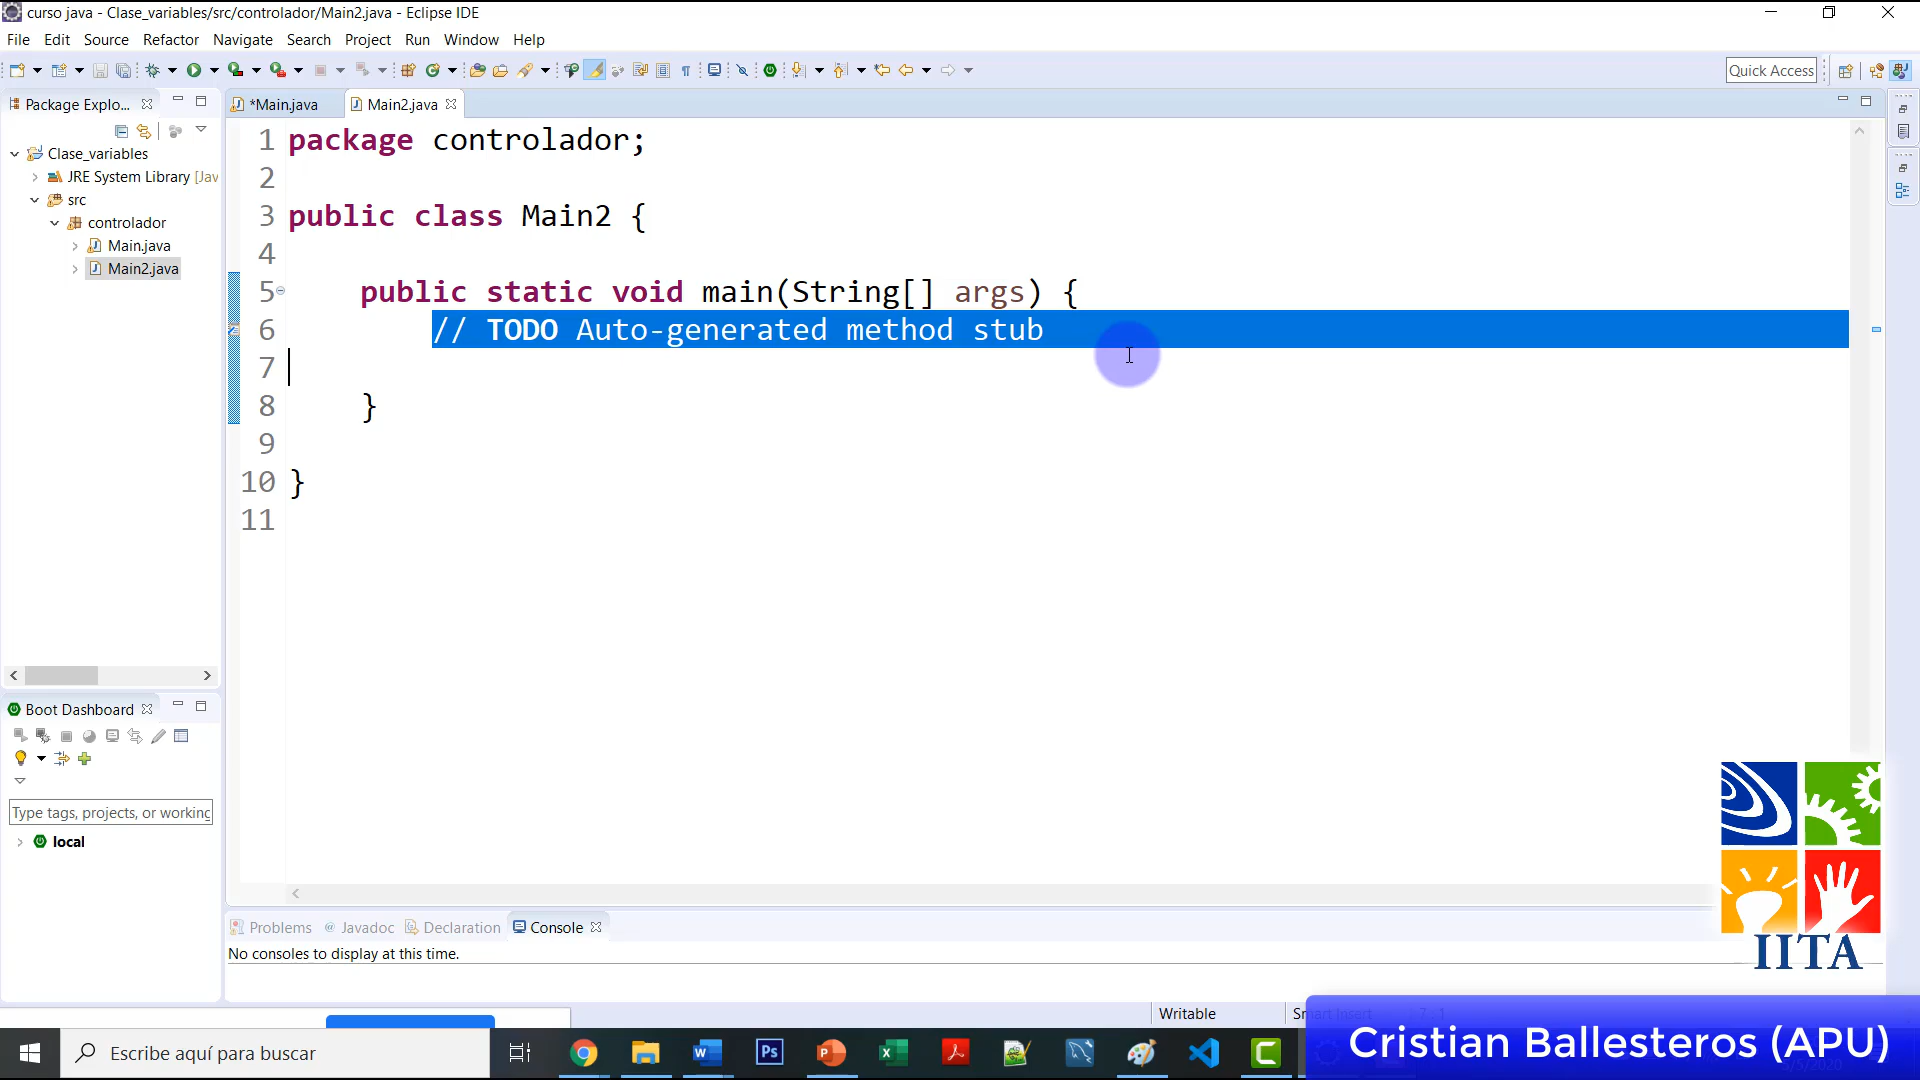 curso java - Clase_variables/src/controlador/Main2.java - Eclipse IDE
File Edit Source Refactor Navigate Search Project Run Window Help
Quick Access
Package Explo...
*Main.java
Main2.java
Clase_variables
JRE System Library [Jav
src
controlador
Main.java
Main2.java
1 package controlador;
2
3 public class Main2 {
4
5 public static void main(String[] args) {
6 // TODO Auto-generated method stub
7
8 }
9
10 }
11
Boot Dashboard
Type tags, projects, or working
local
Problems
@ Javadoc
Declaration
Console
No consoles to display at this time.
Writable
IITA
Cristian Ballesteros (APU)
Escribe aquí para buscar